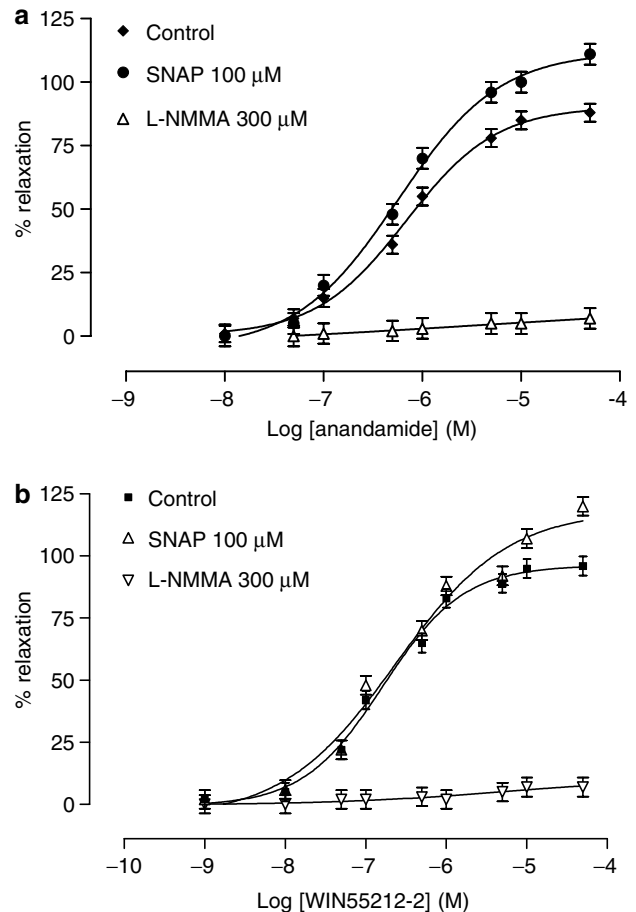 a
125
100
75
50
25
0
% relaxation
Control
SNAP 100 μM
L-NMMA 300 μM
–9
–8
–7
–6
–5
-4
Log [anandamide] (M)
b
125
100
75
50
25
0
% relaxation
Control
SNAP 100 μM
L-NMMA 300 μM
–10
–9
–8
–7
–6
–5
–4
Log [WIN55212-2] (M)